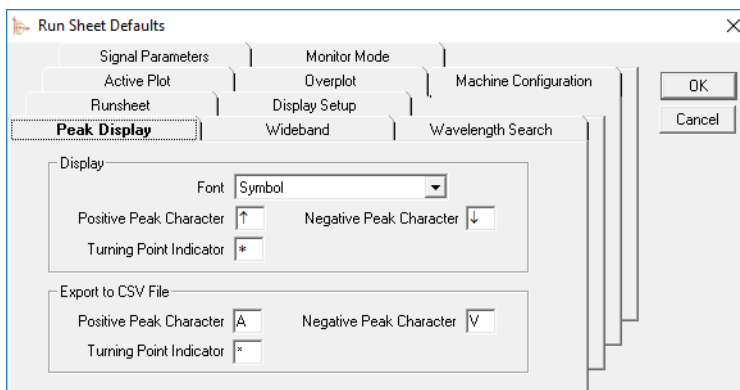 Run Sheet Defaults
Signal Parameters Monitor Mode
Active Plot Overplot Machine Configuration
OK
Runsheet Display Setup
Cancel
Peak Display Wideband Wavelength Search
Display
Font Symbol
Positive Peak Character ↑ Negative Peak Character ↓
Turning Point Indicator *
Export to CSV File
Positive Peak Character A Negative Peak Character V
Turning Point Indicator *